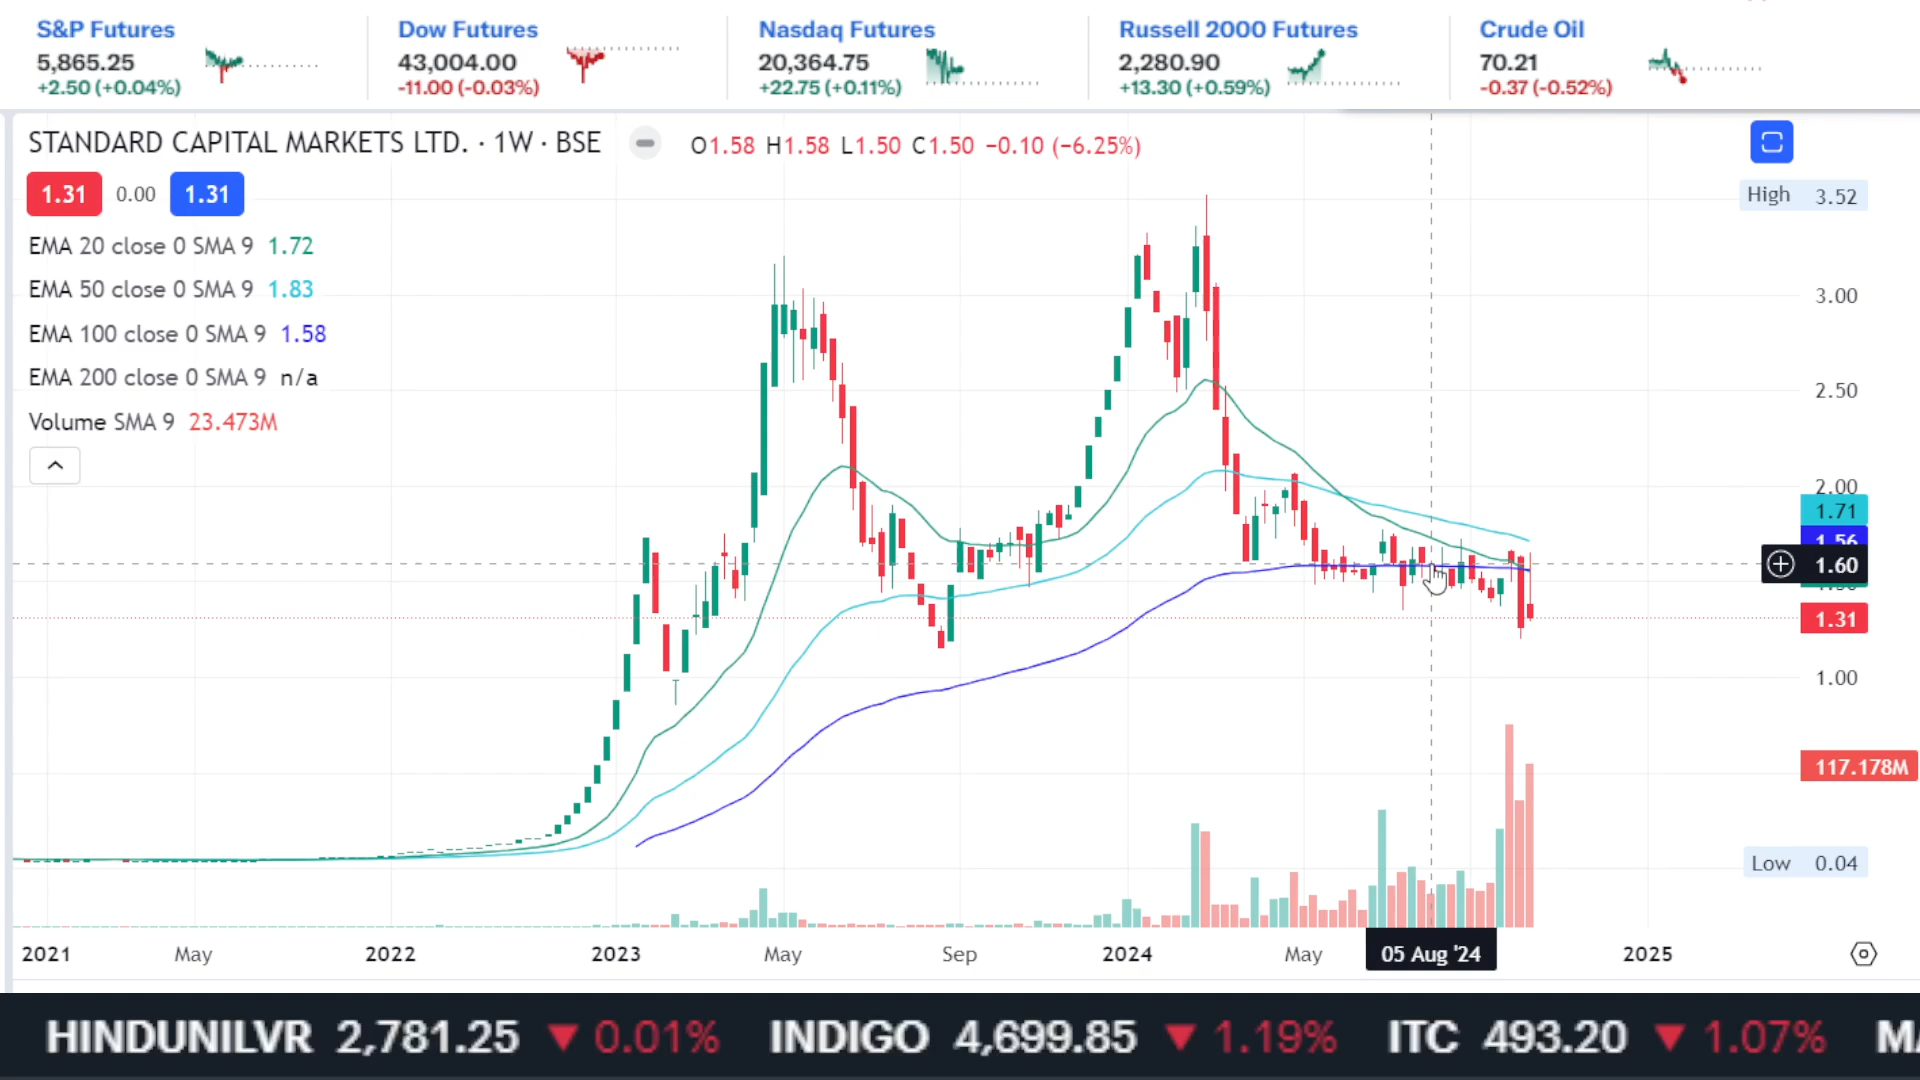 S&P Futures
5,865.25
+2.50 (+0.04%)
Dow Futures
43,004.00
-11.00 (-0.03%)
Nasdaq Futures
20,364.75
+22.75 (+0.11%)
Russell 2000 Futures
2,280.90
+13.30 (+0.59%)
Crude Oil
70.21
-0.37 (-0.52%)
STANDARD CAPITAL MARKETS LTD. · 1W · BSE
O1.58 H1.58 L1.50 C1.50 −0.10 (−6.25%)
1.31 0.00 1.31
EMA 20 close 0 SMA 9 1.72
EMA 50 close 0 SMA 9 1.83
EMA 100 close 0 SMA 9 1.58
EMA 200 close 0 SMA 9 n/a
Volume SMA 9 23.473M
High 3.52
3.00
2.50
2.00
1.71
1.56
1.60
1.31
1.00
117.178M
Low 0.04
2021 May 2022 2023 May Sep 2024 May 05 Aug '24 2025
HINDUNILVR 2,781.25 ▼ 0.01% INDIGO 4,699.85 ▼ 1.19% ITC 493.20 ▼ 1.07%